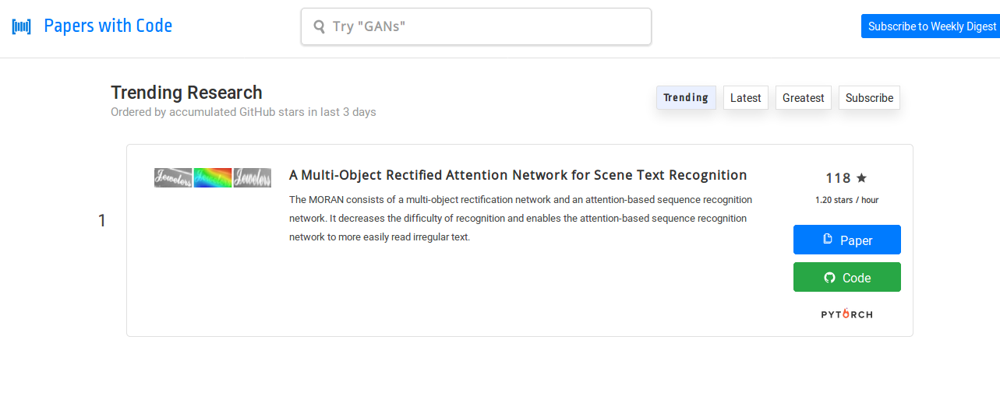 Papers with Code
Try "GANs"
Subscribe to Weekly Digest
Trending Research
Ordered by accumulated GitHub stars in last 3 days
Trending
Latest
Greatest
Subscribe
1
Jewelers
Jewelers
A Multi-Object Rectified Attention Network for Scene Text Recognition
The MORAN consists of a multi-object rectification network and an attention-based sequence recognition
network. It decreases the difficulty of recognition and enables the attention-based sequence recognition
network to more easily read irregular text.
118
1.20 stars / hour
Paper
Code
PYTORCH